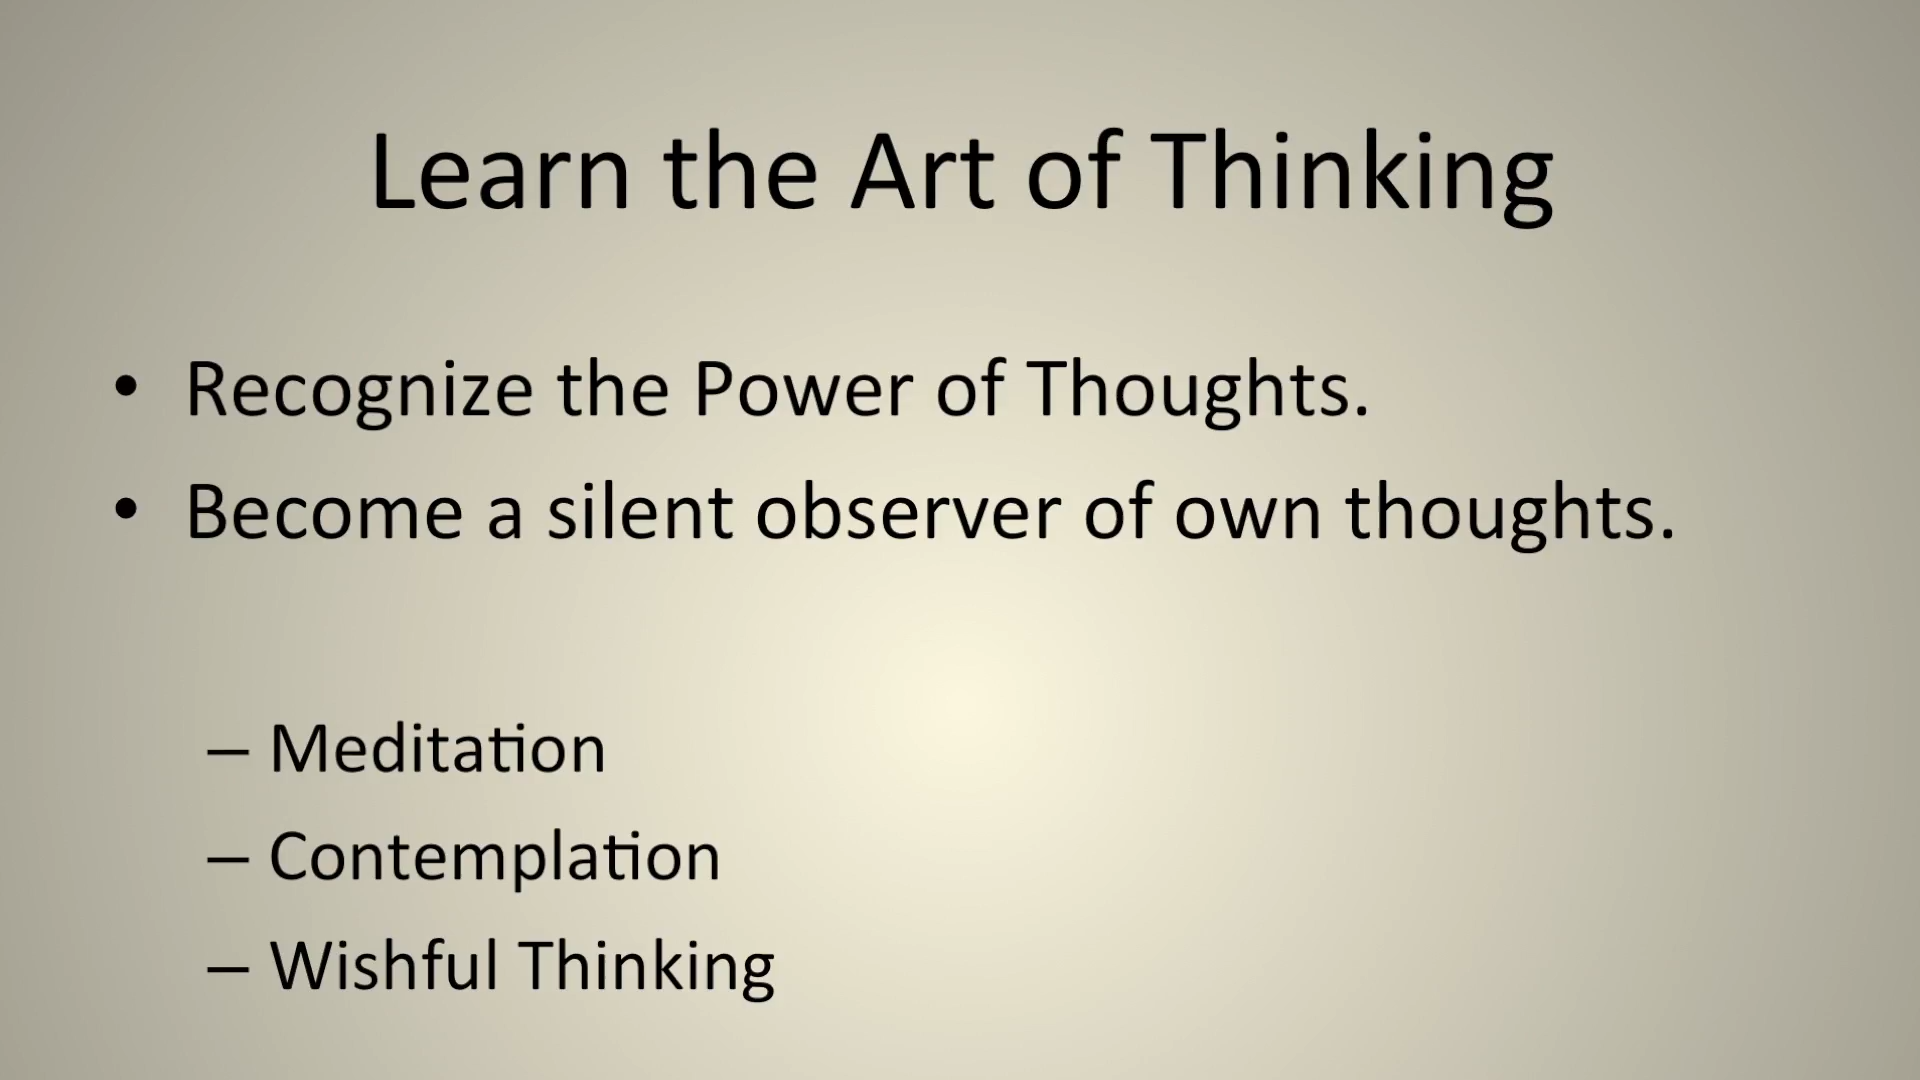 Learn the Art of Thinking
• Recognize the Power of Thoughts.
• Become a silent observer of own thoughts.
– Meditation
– Contemplation
– Wishful Thinking